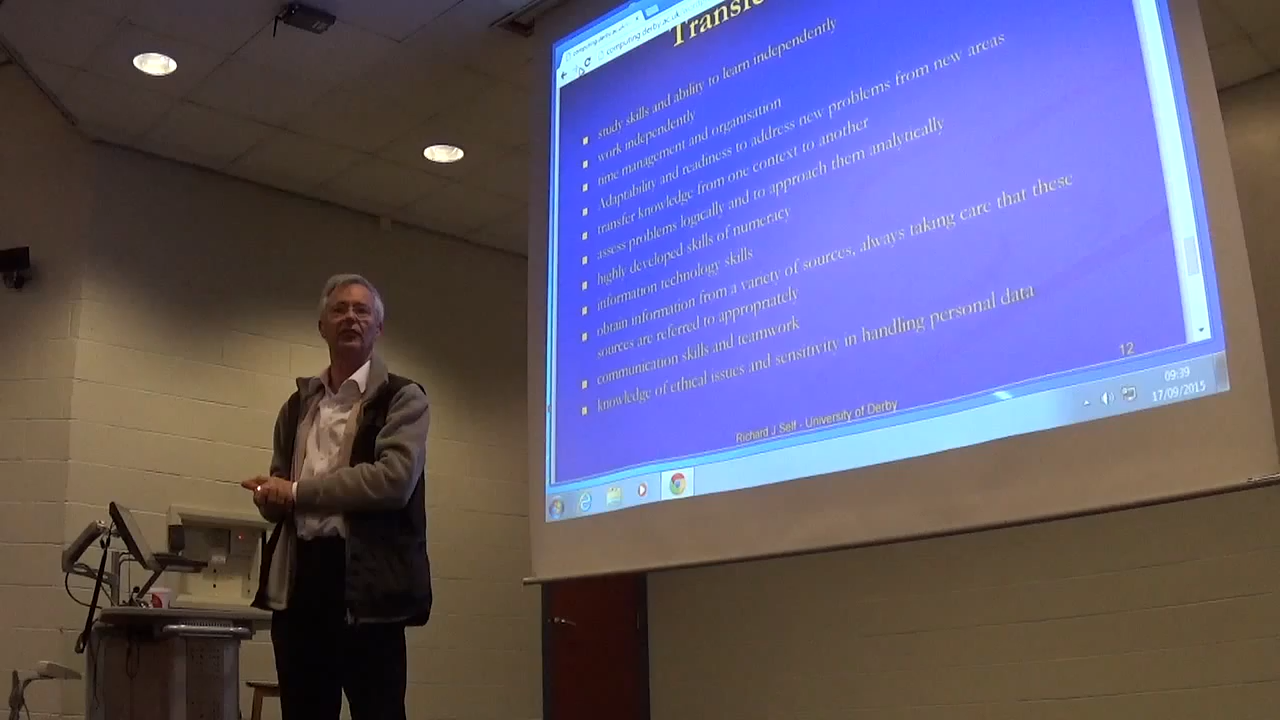 computing.derby.ac.uk
Transfe
study skills and ability to learn independently
work independently
time management and organisation
Adaptability and readiness to address new problems from new areas
transfer knowledge from one context to another
assess problems logically and to approach them analytically
highly developed skills of numeracy
information technology skills
obtain information from a variety of sources, always taking care that these
sources are referred to appropriately
communication skills and teamwork
knowledge of ethical issues and sensitivity in handling personal data
12
Richard J Self - University of Derby
09:39
17/09/2015